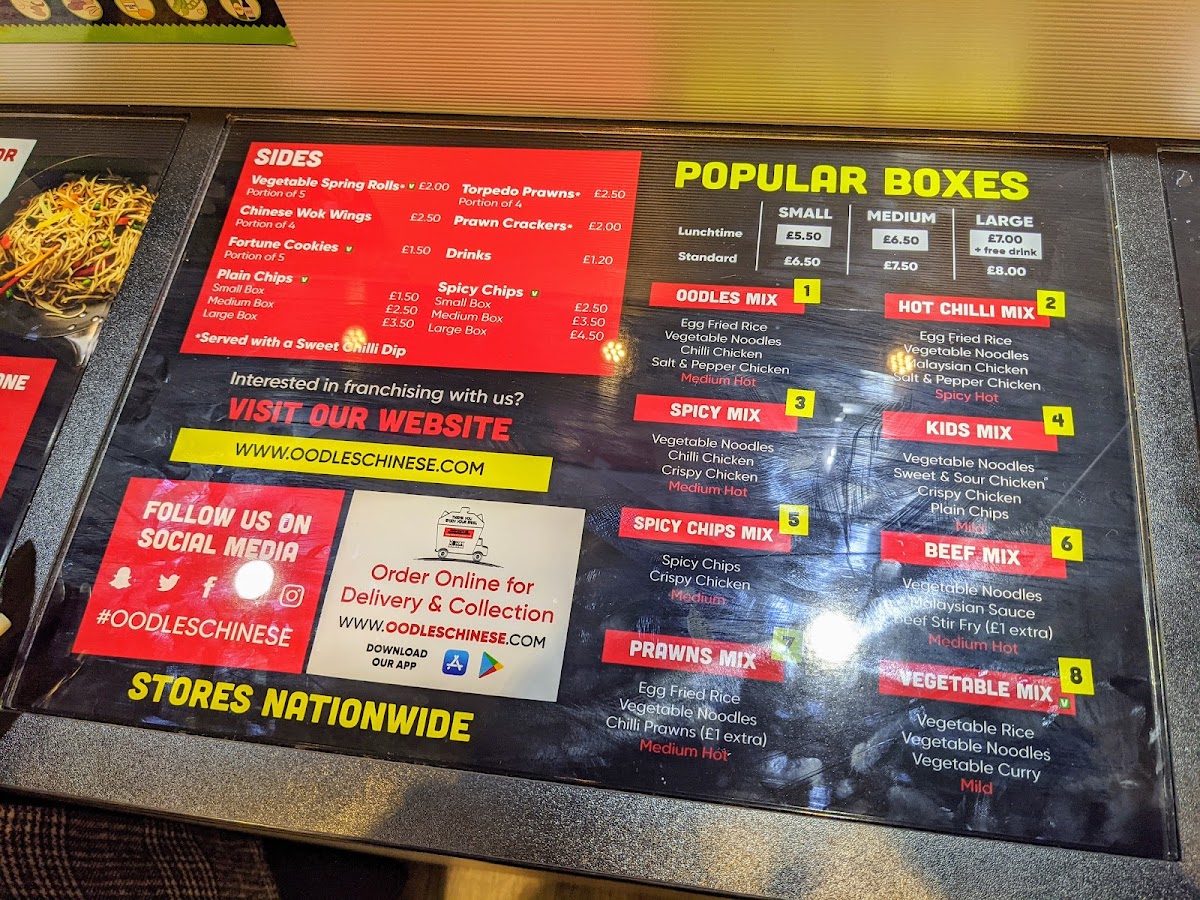 OR
ONE
SIDES
Vegetable Spring Rolls* V £2.00
Portion of 5
Chinese Wok Wings £2.50
Portion of 4
Fortune Cookies V £1.50
Portion of 5
Plain Chips V
Small Box £1.50
Medium Box £2.50
Large Box £3.50
Torpedo Prawns* £2.50
Portion of 4
Prawn Crackers* £2.00
Drinks £1.20
Spicy Chips V
Small Box £2.50
Medium Box £3.50
Large Box £4.50
*Served with a Sweet Chilli Dip
Interested in franchising with us?
VISIT OUR WEBSITE
WWW.OODLESCHINESE.COM
FOLLOW US ON
SOCIAL MEDIA
#OODLESCHINESE
THANK YOU
ENJOY YOUR MEAL
Order Online for
Delivery & Collection
WWW.OODLESCHINESE.COM
DOWNLOAD
OUR APP
STORES NATIONWIDE
POPULAR BOXES
SMALL MEDIUM LARGE
Lunchtime £5.50 £6.50 £7.00
+ free drink
Standard £6.50 £7.50 £8.00
OODLES MIX 1
Egg Fried Rice
Vegetable Noodles
Chilli Chicken
Salt & Pepper Chicken
Medium Hot
HOT CHILLI MIX 2
Egg Fried Rice
Vegetable Noodles
Malaysian Chicken
Salt & Pepper Chicken
Spicy Hot
SPICY MIX 3
Vegetable Noodles
Chilli Chicken
Crispy Chicken
Medium Hot
KIDS MIX 4
Vegetable Noodles
Sweet & Sour Chicken
Crispy Chicken
Plain Chips
Mild
SPICY CHIPS MIX 5
Spicy Chips
Crispy Chicken
Medium
BEEF MIX 6
Vegetable Noodles
Malaysian Sauce
Beef Stir Fry (£1 extra)
Medium Hot
PRAWNS MIX 7
Egg Fried Rice
Vegetable Noodles
Chilli Prawns (£1 extra)
Medium Hot
VEGETABLE MIX 8
V
Vegetable Rice
Vegetable Noodles
Vegetable Curry
Mild